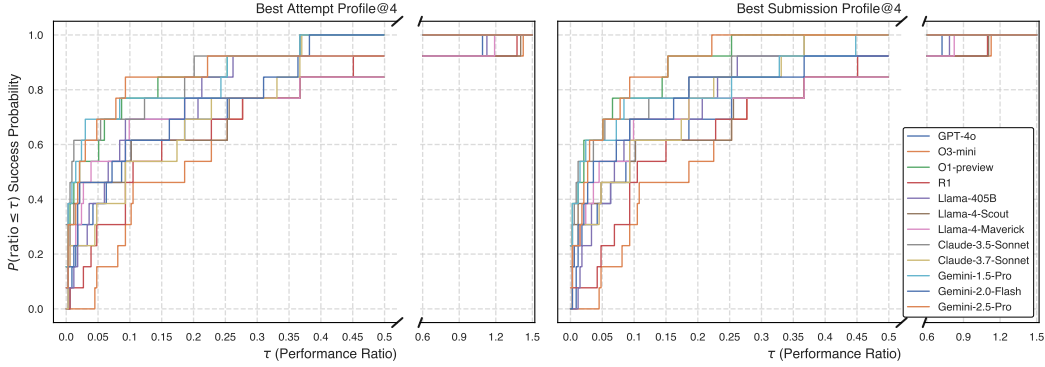 Best Attempt Profile@4
Best Submission Profile@4
P(ratio ≤ τ) Success Probability
1.0
0.8
0.6
0.4
0.2
0.0
0.0 0.05 0.1 0.15 0.2 0.25 0.3 0.35 0.4 0.45 0.5 0.6 0.9 1.2 1.5
τ (Performance Ratio)
0.0 0.05 0.1 0.15 0.2 0.25 0.3 0.35 0.4 0.45 0.5 0.6 0.9 1.2 1.5
τ (Performance Ratio)
GPT-4o
O3-mini
O1-preview
R1
Llama-405B
Llama-4-Scout
Llama-4-Maverick
Claude-3.5-Sonnet
Claude-3.7-Sonnet
Gemini-1.5-Pro
Gemini-2.0-Flash
Gemini-2.5-Pro